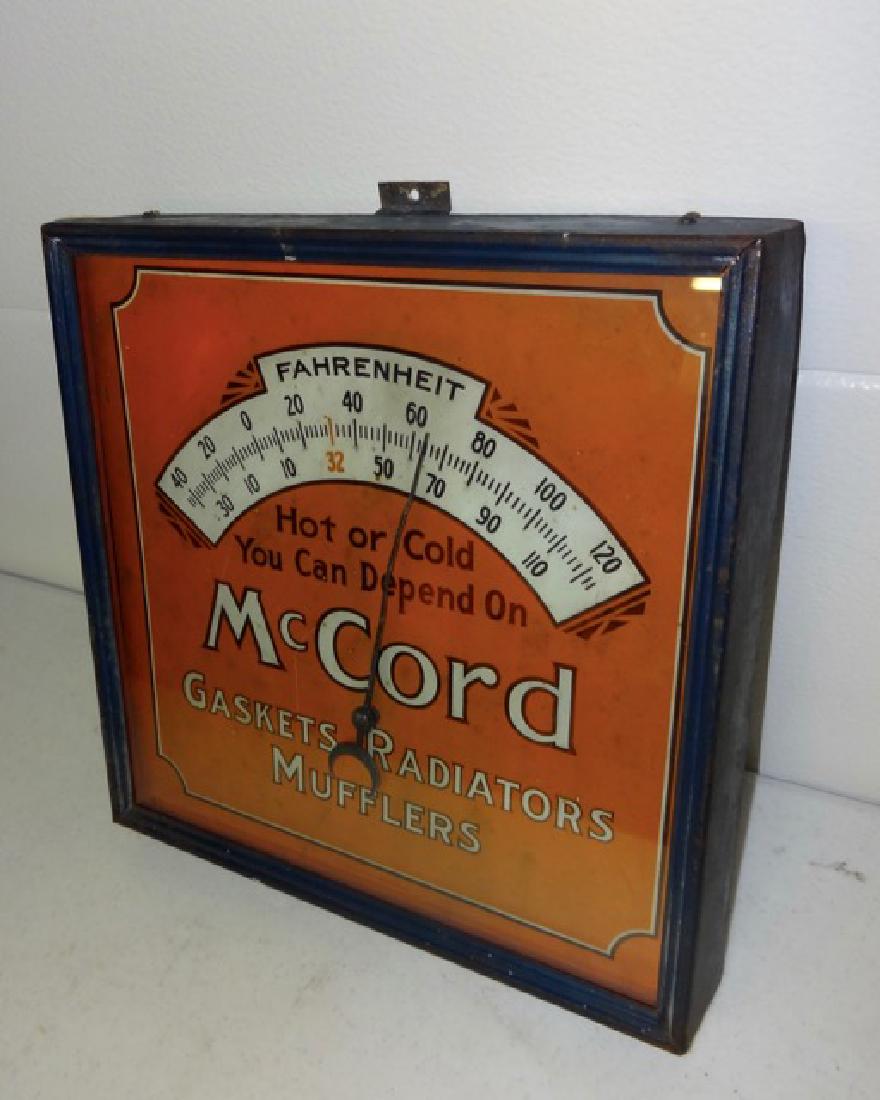 FAHRENHEIT
40 20 0 20 40 60 80 100 120
30 10 10 32 50 70 90 110
Hot or Cold
You Can Depend On
McCord
GASKETS RADIATORS
MUFFLERS